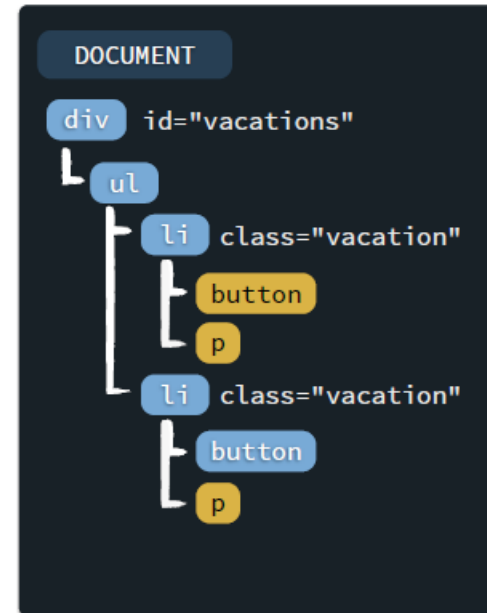 DOCUMENT
div id="vacations"
ul
li class="vacation"
button
p
li class="vacation"
button
p